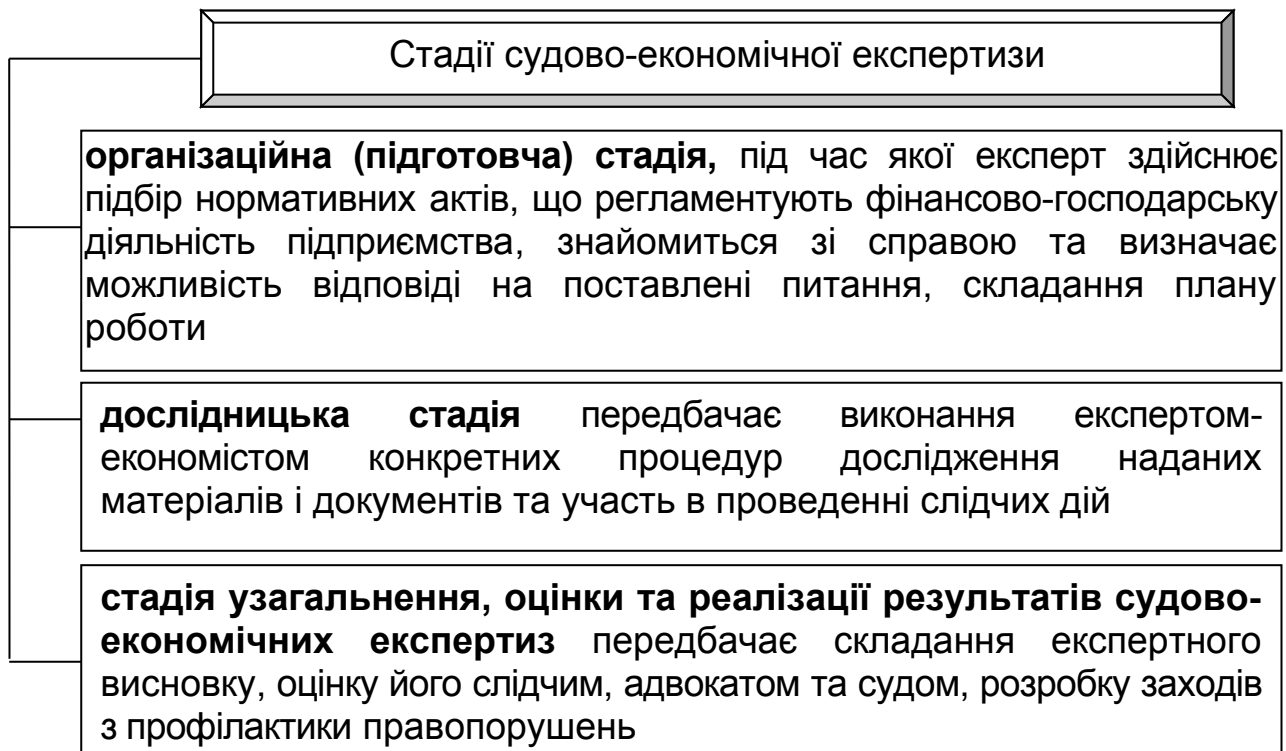 Стадії судово-економічної експертизи
організаційна (підготовча) стадія, під час якої експерт здійснює
підбір нормативних актів, що регламентують фінансово-господарську
діяльність підприємства, знайомиться зі справою та визначає
можливість відповіді на поставлені питання, складання плану
роботи
дослідницька стадія передбачає виконання експертом-
економістом конкретних процедур дослідження наданих
матеріалів і документів та участь в проведенні слідчих дій
стадія узагальнення, оцінки та реалізації результатів судово-
економічних експертиз передбачає складання експертного
висновку, оцінку його слідчим, адвокатом та судом, розробку заходів
з профілактики правопорушень